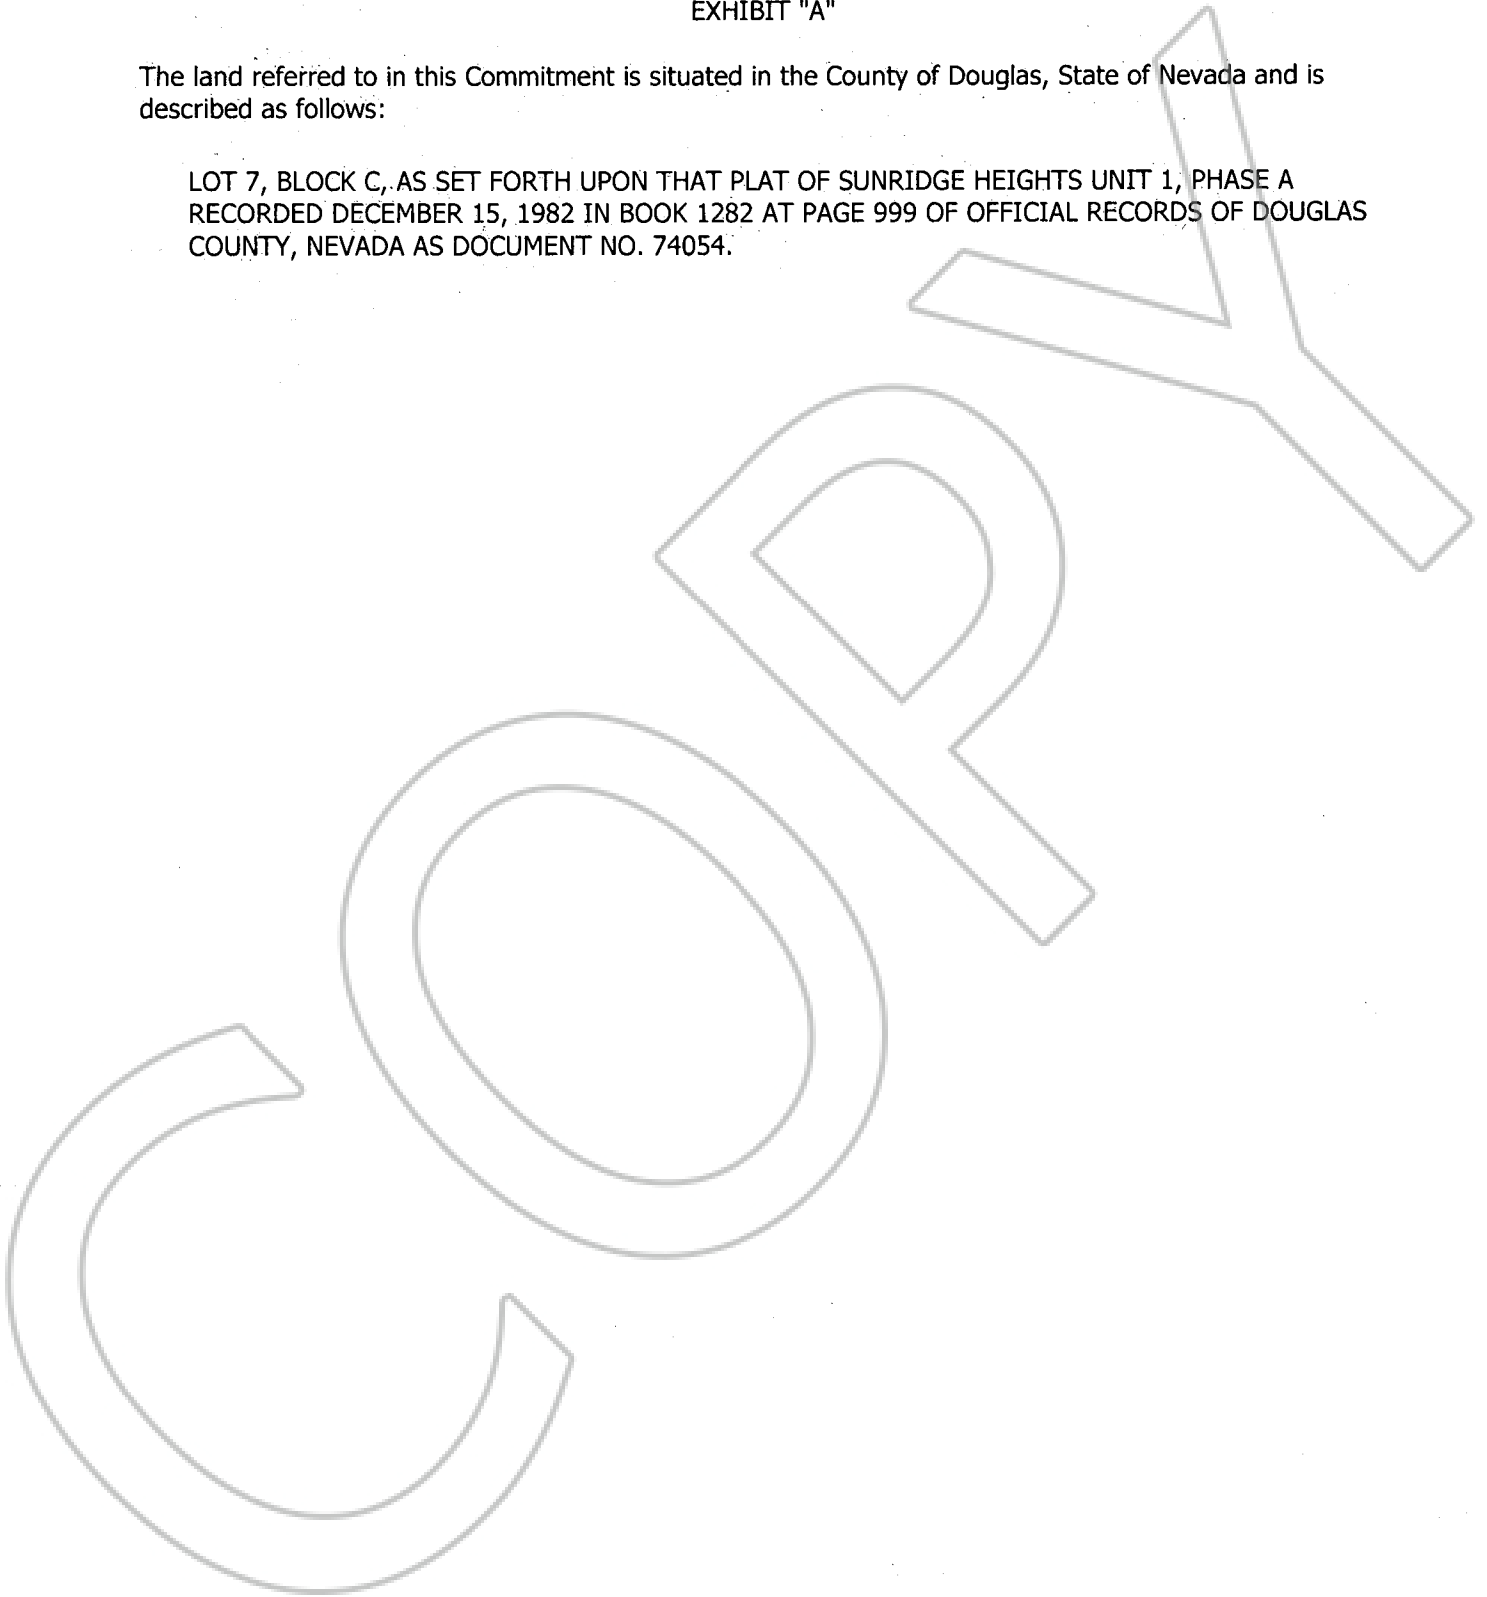 EXHIBIT "A"
The land referred to in this Commitment is situated in the County of Douglas, State of Nevada and is
described as follows:
LOT 7, BLOCK C, AS SET FORTH UPON THAT PLAT OF SUNRIDGE HEIGHTS UNIT 1, PHASE A
RECORDED DECEMBER 15, 1982 IN BOOK 1282 AT PAGE 999 OF OFFICIAL RECORDS OF DOUGLAS
COUNTY, NEVADA AS DOCUMENT NO. 74054.
COPY